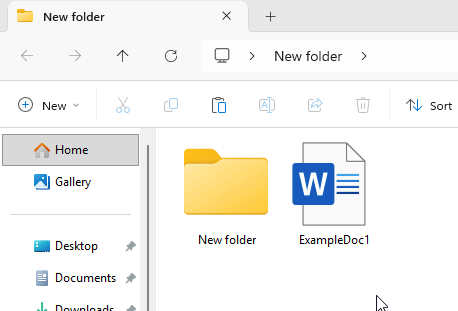 New folder
New folder
New
Sort
Home
Gallery
Desktop
Documents
Downloads
New folder
W
ExampleDoc1